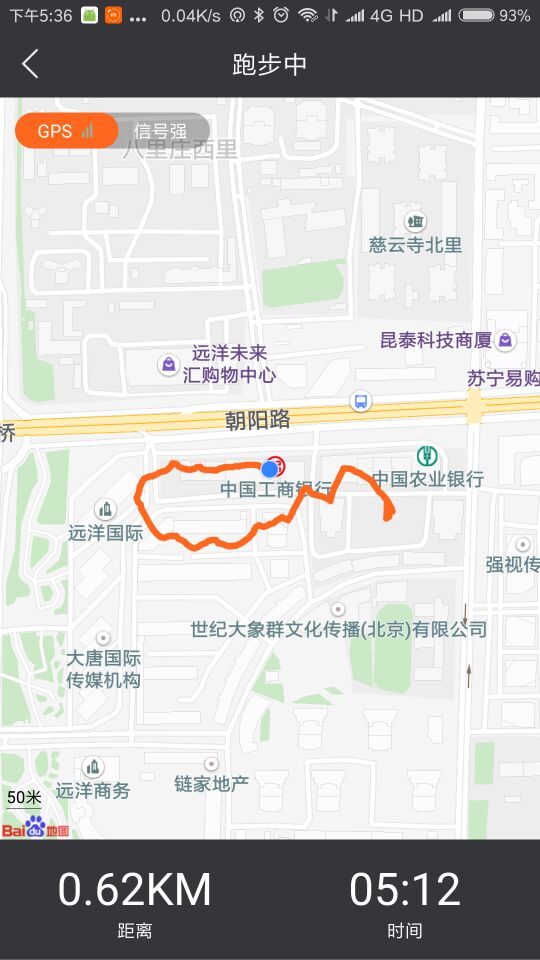 下午5:36 ... 0.04K/s 4G HD 93%
跑步中
GPS 信号强
八里庄西里
慈云寺北里
昆泰科技商厦
远洋未来
汇购物中心
苏宁易购
朝阳路
桥
中国工商银行
中国农业银行
远洋国际
强视传
世纪大象群文化传播(北京)有限公司
大唐国际
传媒机构
远洋商务
链家地产
50米
Bai du 地图
0.62KM 05:12
距离 时间